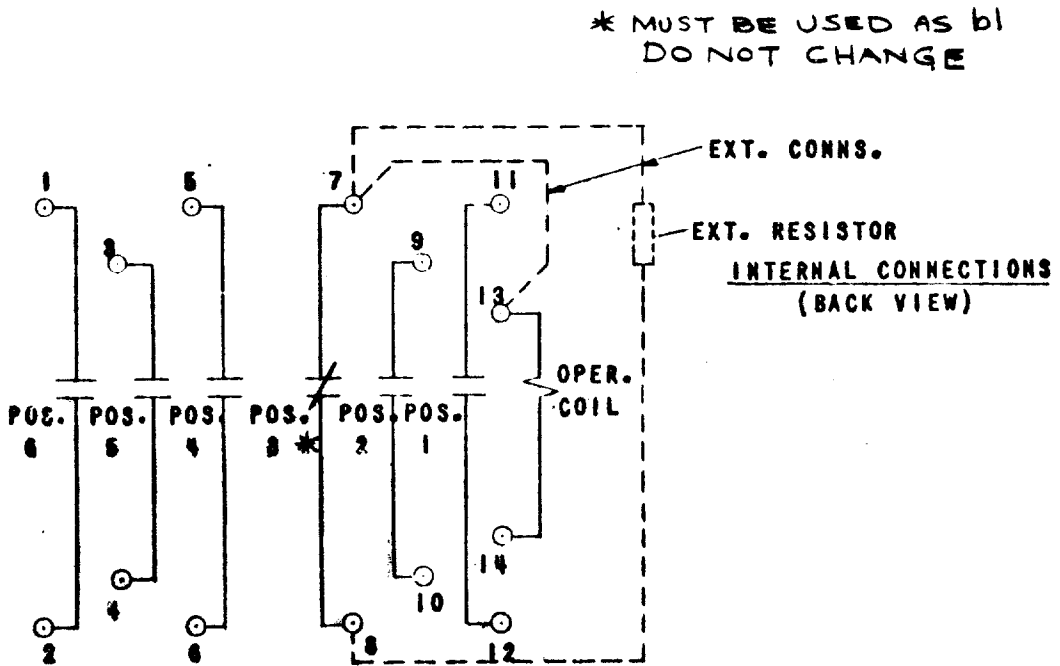 * MUST BE USED AS b1
DO NOT CHANGE
EXT. CONNS.
1 5 7 11
3 9
EXT. RESISTOR
INTERNAL CONNECTIONS
(BACK VIEW)
13
OPER.
COIL
POS. POS. POS. POS. POS. POS.
6 5 4 3 * 2 1
14
4 10
2 6 8 12